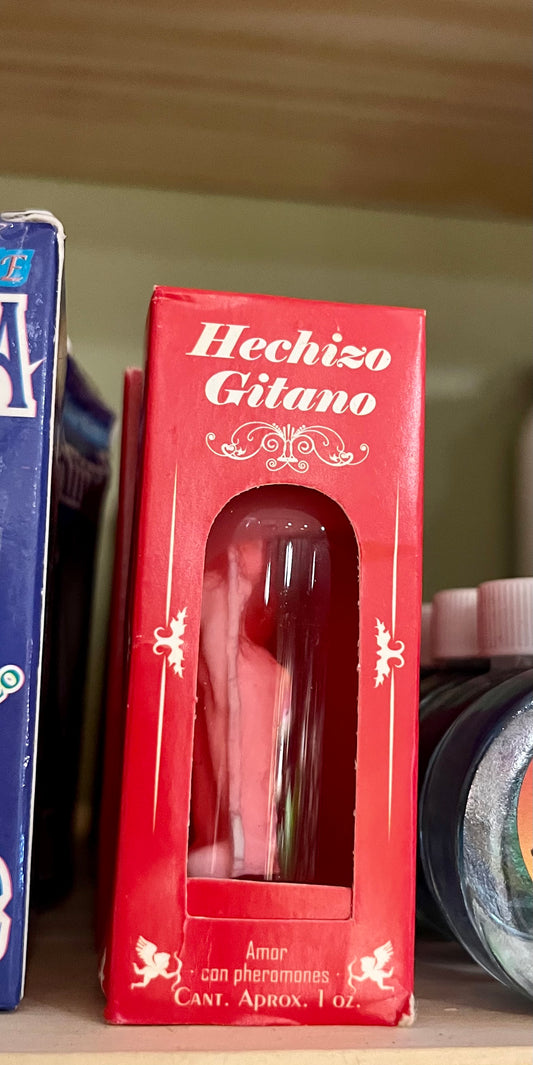 Hechizo
Gitano
Amor
· con pheromones ·
CANT. APROX. 1 OZ.